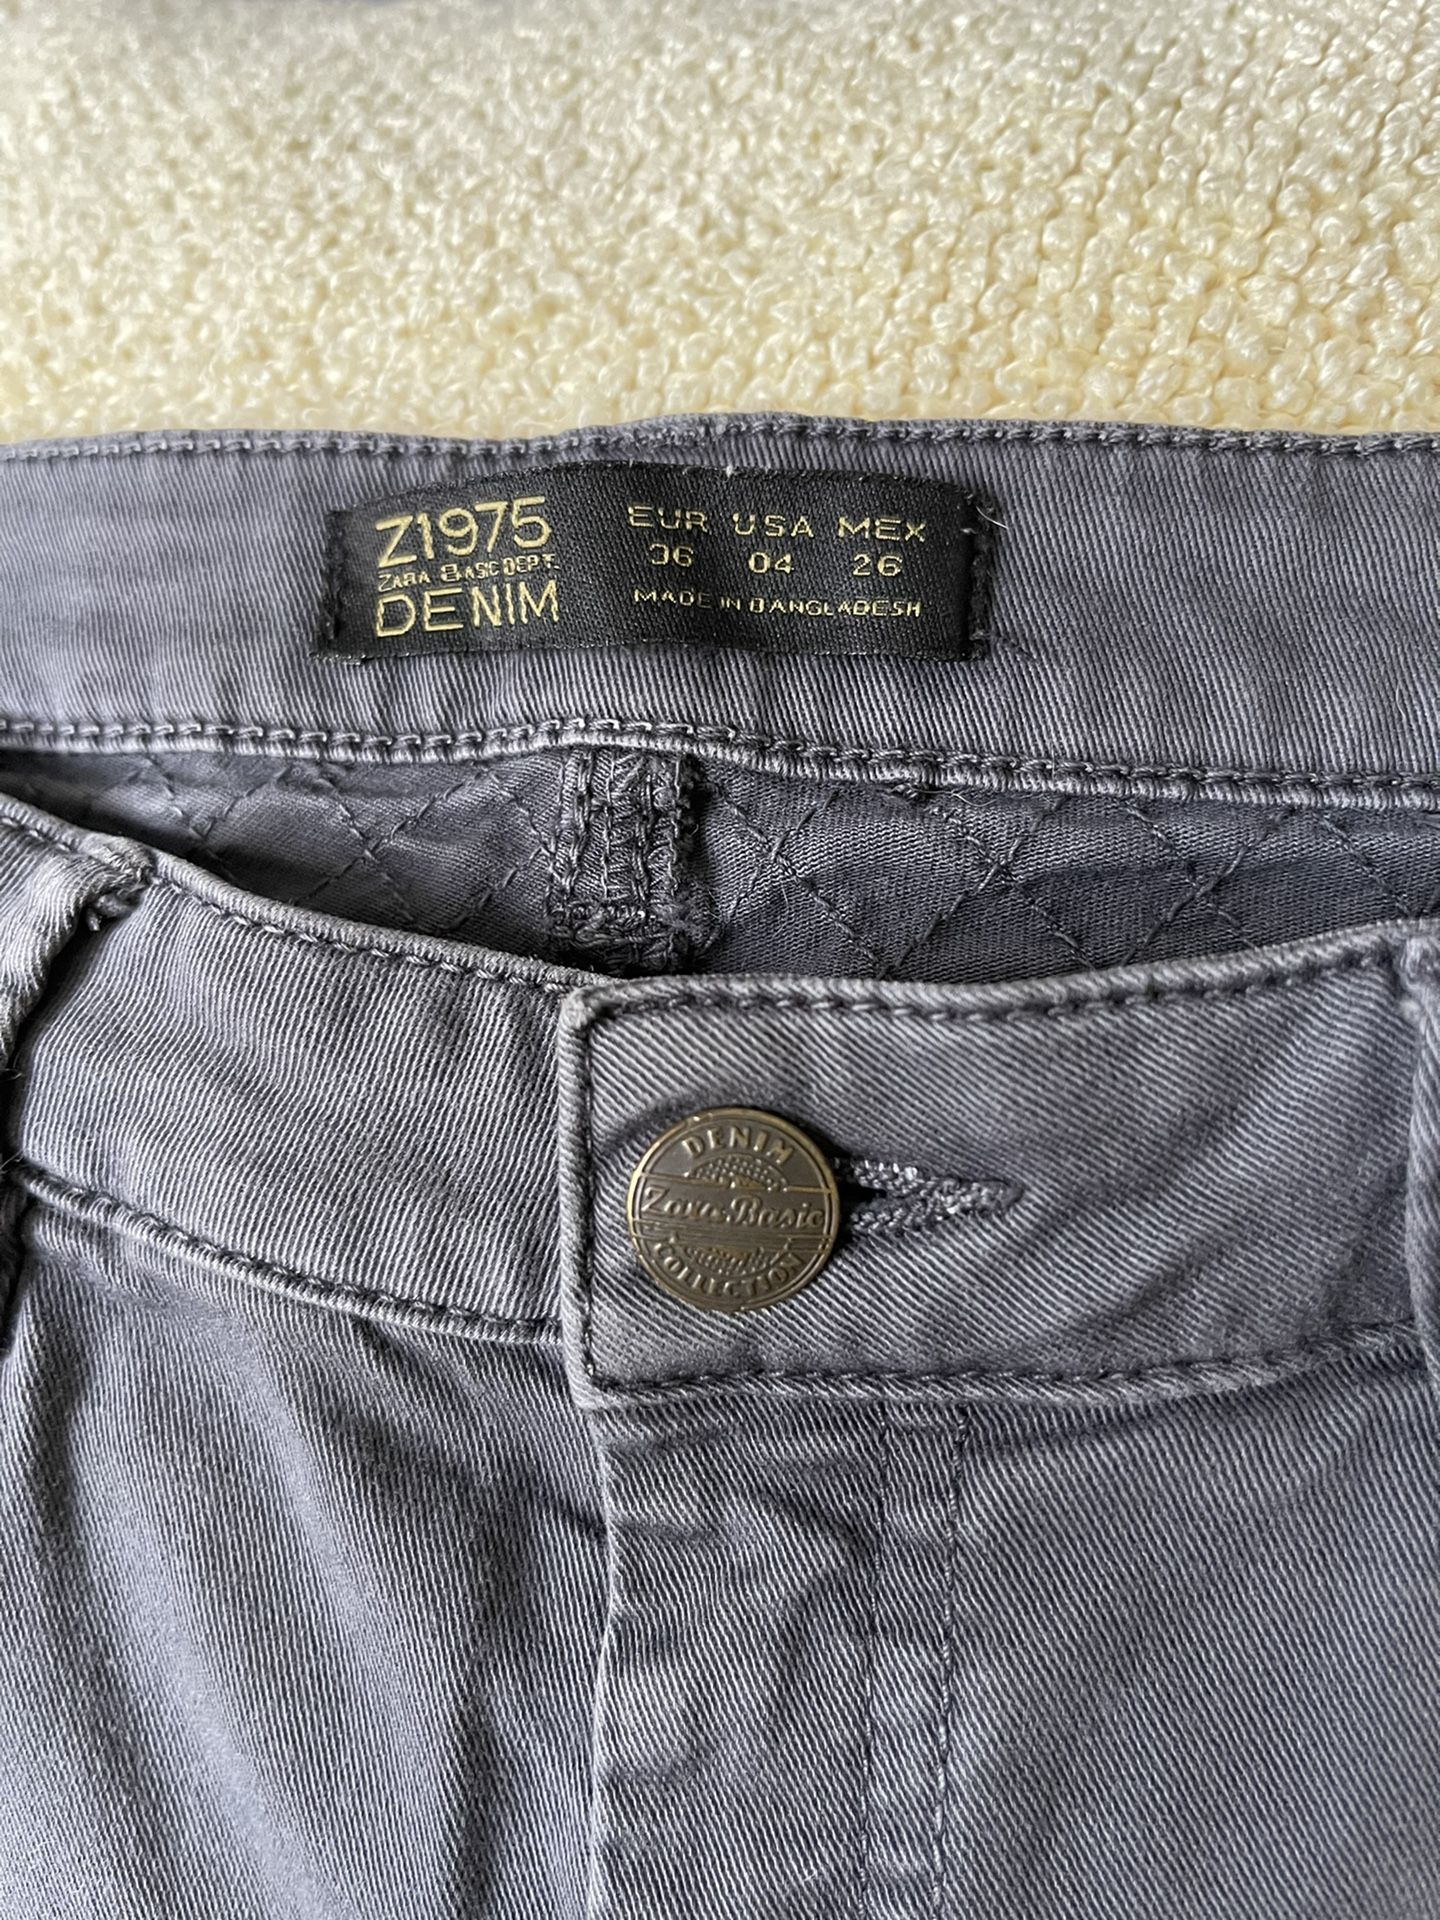 Z1975
ZARA BASIC DEPT.
DENIM
EUR USA MEX
36 04 26
MADE IN BANGLADESH
DENIM
Zara Basic
COLLECTION